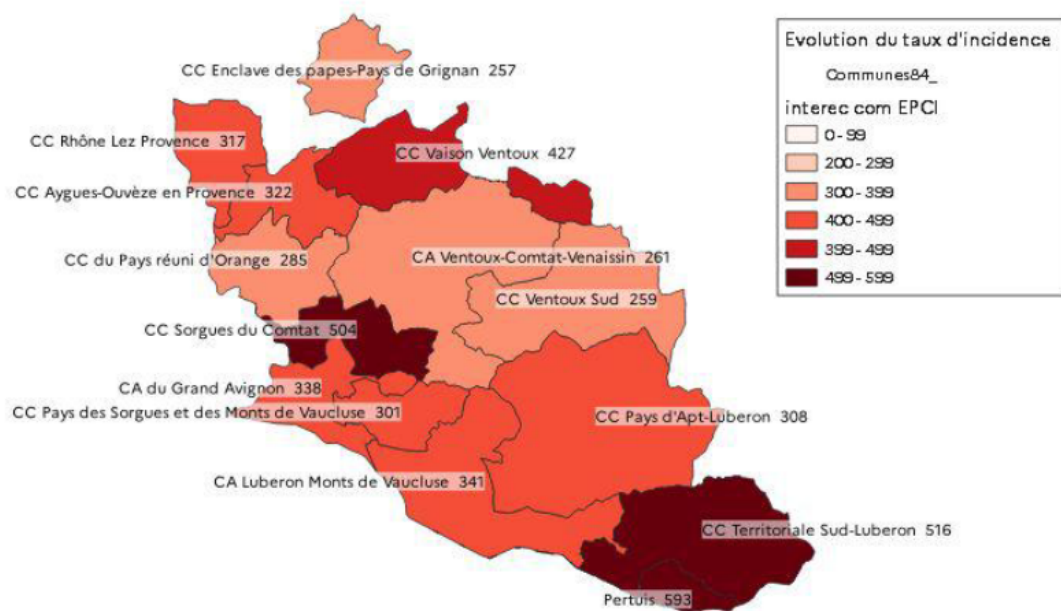 CC Enclave des papes-Pays de Grignan 257
CC Rhône Lez Provence 317
CC Vaison Ventoux 427
CC Aygues-Ouvèze en Provence 322
CC du Pays réuni d'Orange 285
CA Ventoux-Comtat-Venaissin 261
CC Ventoux Sud 259
CC Sorgues du Comtat 504
CA du Grand Avignon 338
CC Pays des Sorgues et des Monts de Vaucluse 301
CC Pays d'Apt-Luberon 308
CA Luberon Monts de Vaucluse 341
CC Territoriale Sud-Luberon 516
Pertuis 593
Evolution du taux d'incidence
Communes84_
interec com EPCI
0 - 99
200 - 299
300 - 399
400 - 499
399 - 499
499 - 599